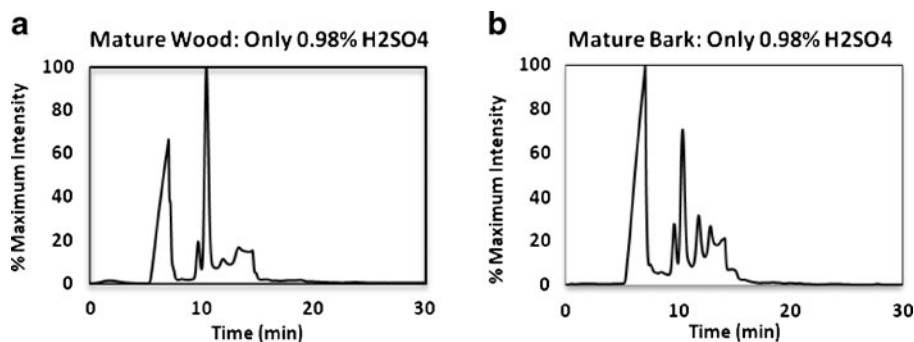 a
Mature Wood: Only 0.98% H2SO4
% Maximum Intensity
100
80
60
40
20
0
0
10
20
30
Time (min)
b
Mature Bark: Only 0.98% H2SO4
% Maximum Intensity
100
80
60
40
20
0
0
10
20
30
Time (min)